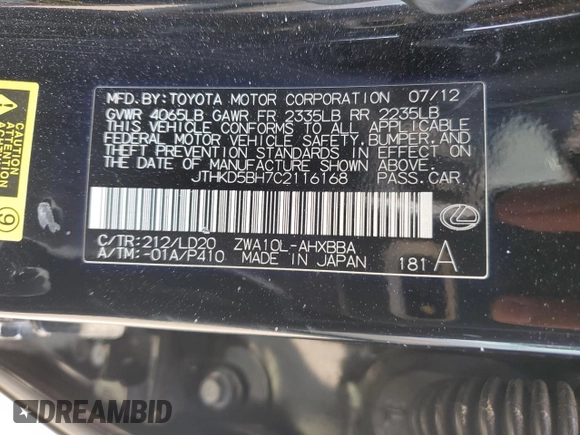 MFD.BY:TOYOTA MOTOR CORPORATION 07/12
GVWR 4065LB GAWR FR 2335LB RR 2235LB
THIS VEHICLE CONFORMS TO ALL APPLICABLE
FEDERAL MOTOR VEHICLE SAFETY,BUMPER,AND
THEFT PREVENTION STANDARDS IN EFFECT ON
THE DATE OF MANUFACTURE SHOWN ABOVE.
JTHKD5BH7C2116168 PASS.CAR
C/TR:212/LD20 ZWA10L-AHXBBA
A/TM:-01A/P410 MADE IN JAPAN 181 A
CAUTION
9
DREAMBID